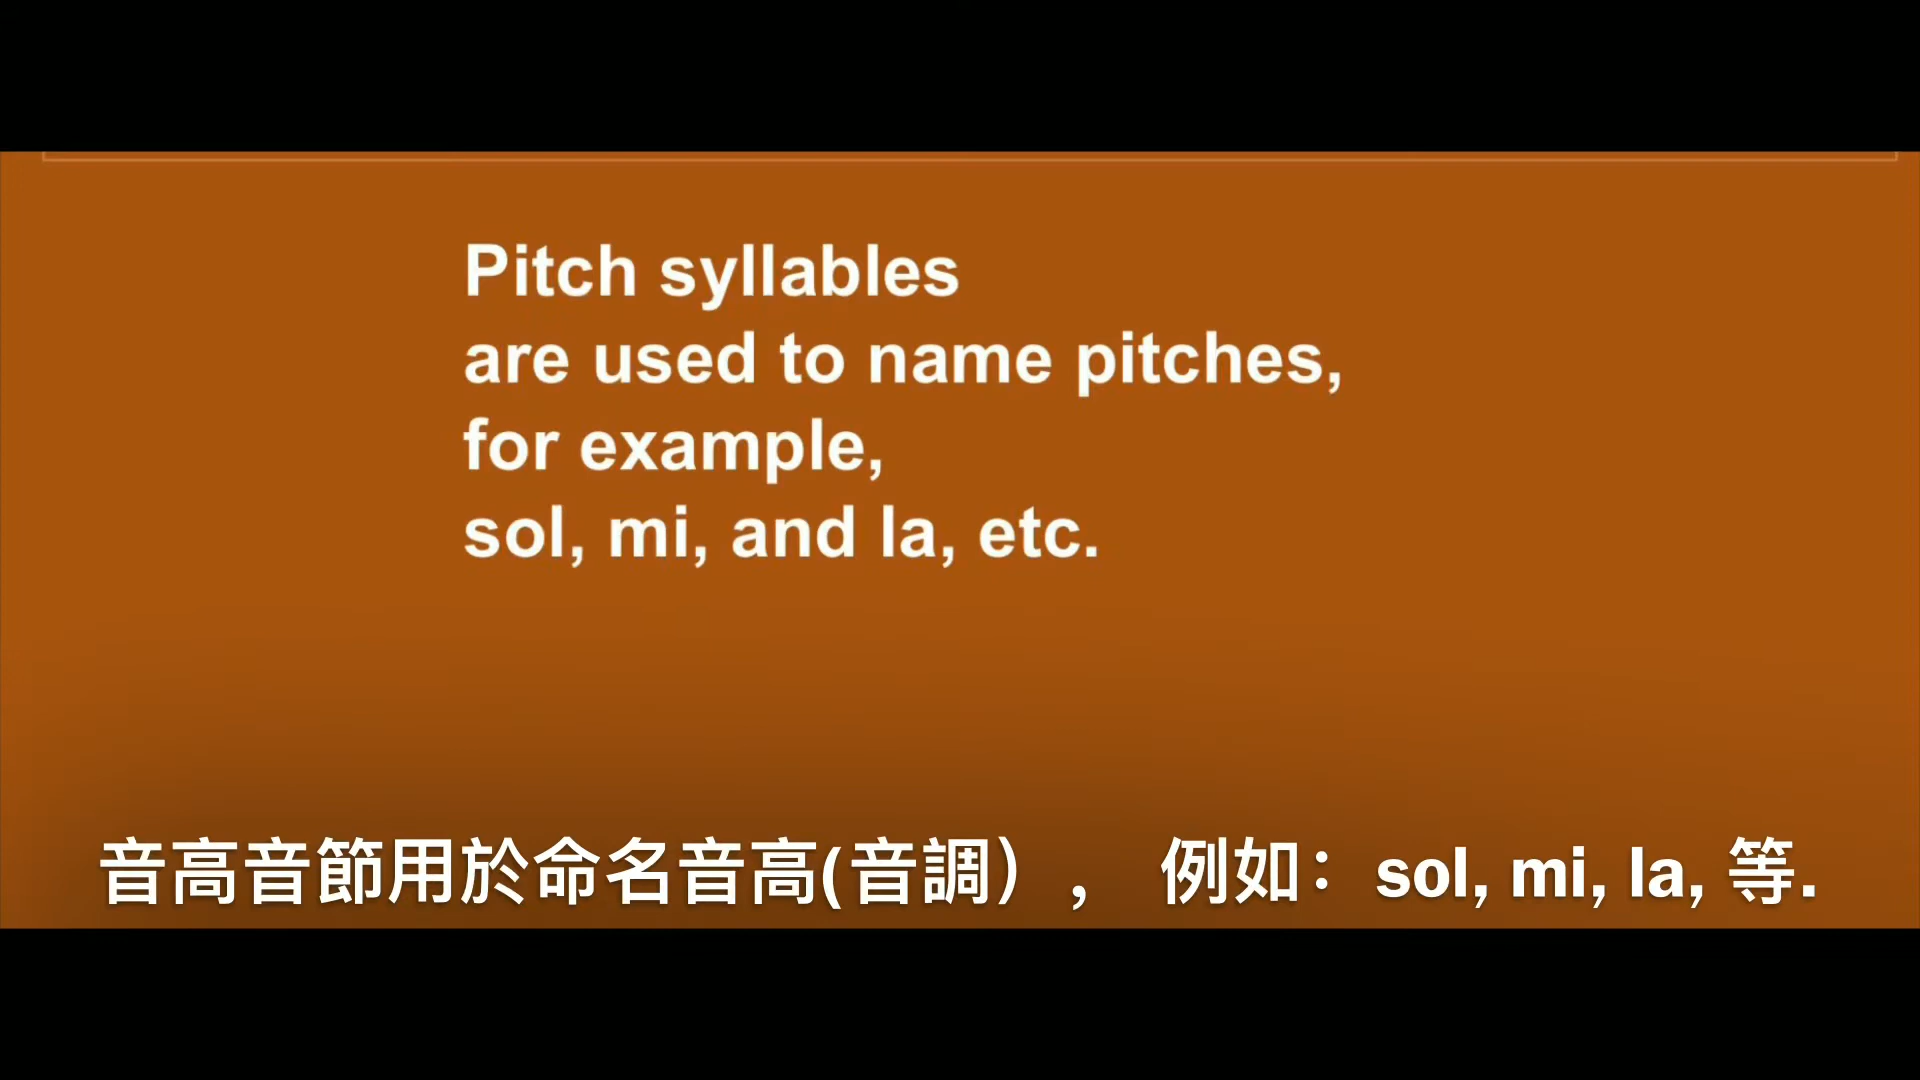 Pitch syllables
are used to name pitches,
for example,
sol, mi, and la, etc.
音高音節用於命名音高(音調），　例如：sol, mi, la, 等.